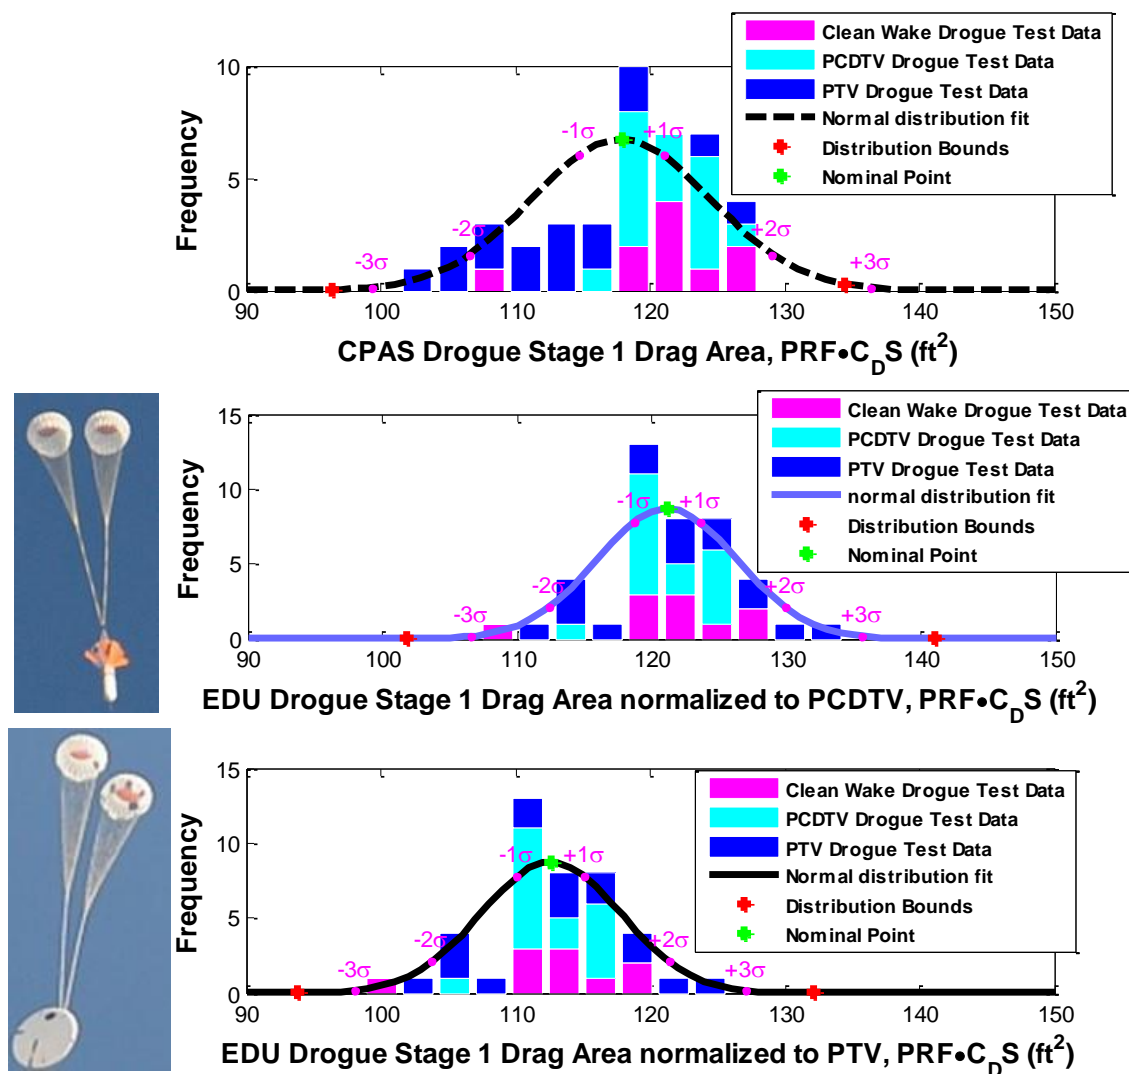 Clean Wake Drogue Test Data
PCDTV Drogue Test Data
PTV Drogue Test Data
Normal distribution fit
Distribution Bounds
Nominal Point
Frequency
10
5
0
-3σ
-2σ
-1σ
+1σ
+2σ
+3σ
90 100 110 120 130 140 150
CPAS Drogue Stage 1 Drag Area, PRF•C_DS (ft²)
Clean Wake Drogue Test Data
PCDTV Drogue Test Data
PTV Drogue Test Data
normal distribution fit
Distribution Bounds
Nominal Point
Frequency
15
10
5
0
-3σ
-2σ
-1σ
+1σ
+2σ
+3σ
90 100 110 120 130 140 150
EDU Drogue Stage 1 Drag Area normalized to PCDTV, PRF•C_DS (ft²)
Clean Wake Drogue Test Data
PCDTV Drogue Test Data
PTV Drogue Test Data
Normal distribution fit
Distribution Bounds
Nominal Point
Frequency
15
10
5
0
-3σ
-2σ
-1σ
+1σ
+2σ
+3σ
90 100 110 120 130 140 150
EDU Drogue Stage 1 Drag Area normalized to PTV, PRF•C_DS (ft²)